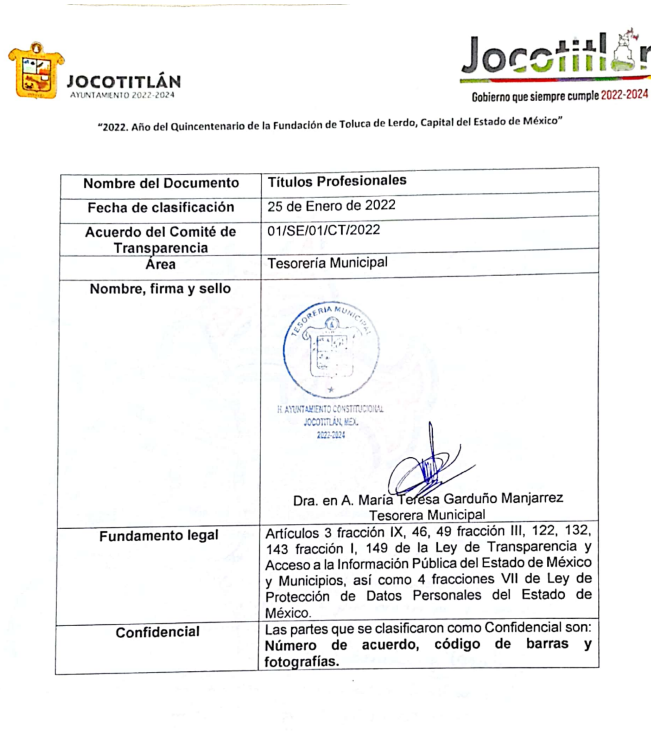 JOCOTITLÁN
AYUNTAMIENTO 2022-2024
Jocotitlán
Gobierno que siempre cumple 2022-2024
"2022. Año del Quincentenario de la Fundación de Toluca de Lerdo, Capital del Estado de México"
Nombre del Documento
Títulos Profesionales
Fecha de clasificación
25 de Enero de 2022
Acuerdo del Comité de
Transparencia
01/SE/01/CT/2022
Área
Tesorería Municipal
Nombre, firma y sello
TESORERIA MUNICIPAL
H. AYUNTAMIENTO CONSTITUCIONAL
JOCOTITLÁN, MEX.
2022-2024
Dra. en A. María Teresa Garduño Manjarrez
Tesorera Municipal
Fundamento legal
Artículos 3 fracción IX, 46, 49 fracción III, 122, 132,
143 fracción I, 149 de la Ley de Transparencia y
Acceso a la Información Pública del Estado de México
y Municipios, así como 4 fracciones VII de Ley de
Protección de Datos Personales del Estado de
México.
Confidencial
Las partes que se clasificaron como Confidencial son:
Número de acuerdo, código de barras y
fotografías.